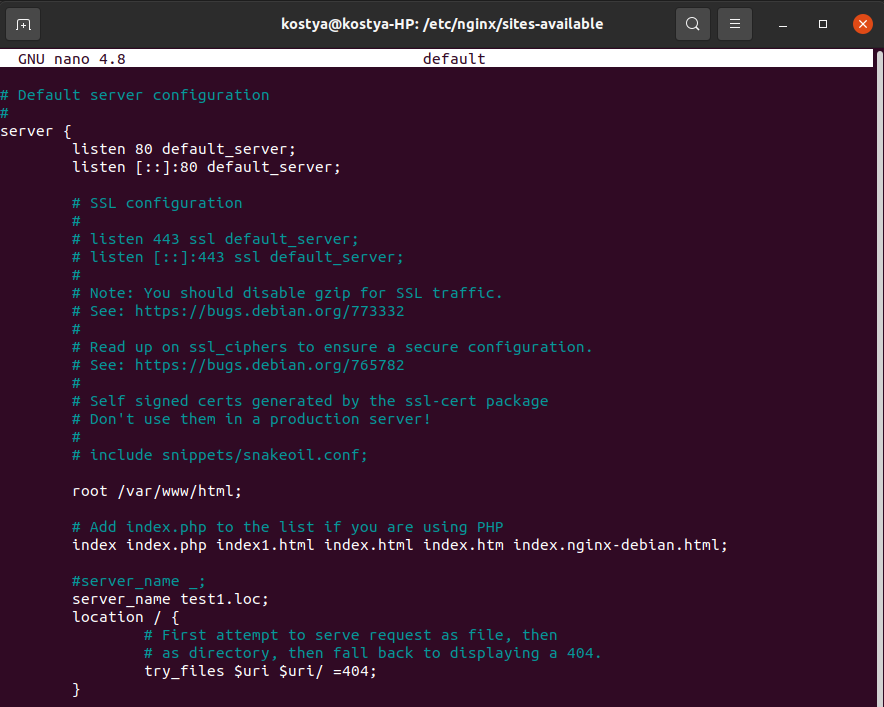 kostya@kostya-HP: /etc/nginx/sites-available
GNU nano 4.8 default
# Default server configuration
#
server {
listen 80 default_server;
listen [::]:80 default_server;
# SSL configuration
#
# listen 443 ssl default_server;
# listen [::]:443 ssl default_server;
#
# Note: You should disable gzip for SSL traffic.
# See: https://bugs.debian.org/773332
#
# Read up on ssl_ciphers to ensure a secure configuration.
# See: https://bugs.debian.org/765782
#
# Self signed certs generated by the ssl-cert package
# Don't use them in a production server!
#
# include snippets/snakeoil.conf;
root /var/www/html;
# Add index.php to the list if you are using PHP
index index.php index1.html index.html index.htm index.nginx-debian.html;
#server_name _;
server_name test1.loc;
location / {
# First attempt to serve request as file, then
# as directory, then fall back to displaying a 404.
try_files $uri $uri/ =404;
}